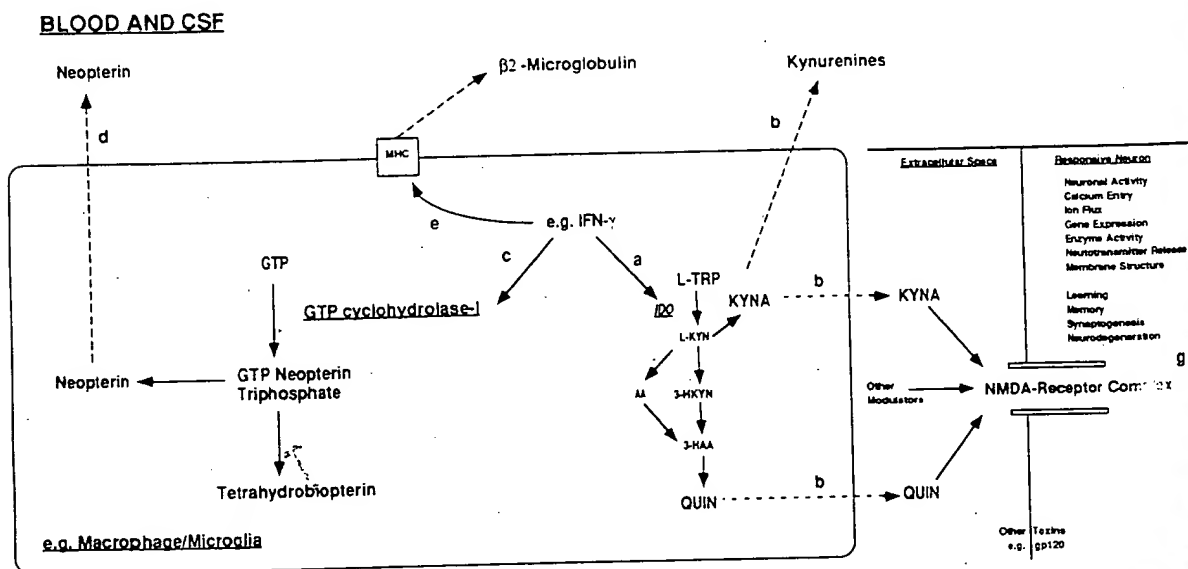 BLOOD AND CSF
Neopterin
β2-Microglobulin
Kynurenines
d
b
MHC
e
e.g. IFN-γ
c
a
GTP
GTP cyclohydrolase-I
IDO
L-TRP
KYNA
b
L-KYN
Neopterin
GTP Neopterin
Triphosphate
AA
3-HKYN
3-HAA
Tetrahydrobiopterin
QUIN
b
e.g. Macrophage/Microglia
Extracellular Space
Responsive Neuron
Neuronal Activity
Calcium Entry
Ion Flux
Gene Expression
Enzyme Activity
Neutotransmitter Release
Membrane Structure
Learning
Memory
Synaptogenesis
Neurodegeneration
KYNA
g
Other
Modulators
NMDA-Receptor Complex
QUIN
Other Toxins
e.g. gp120